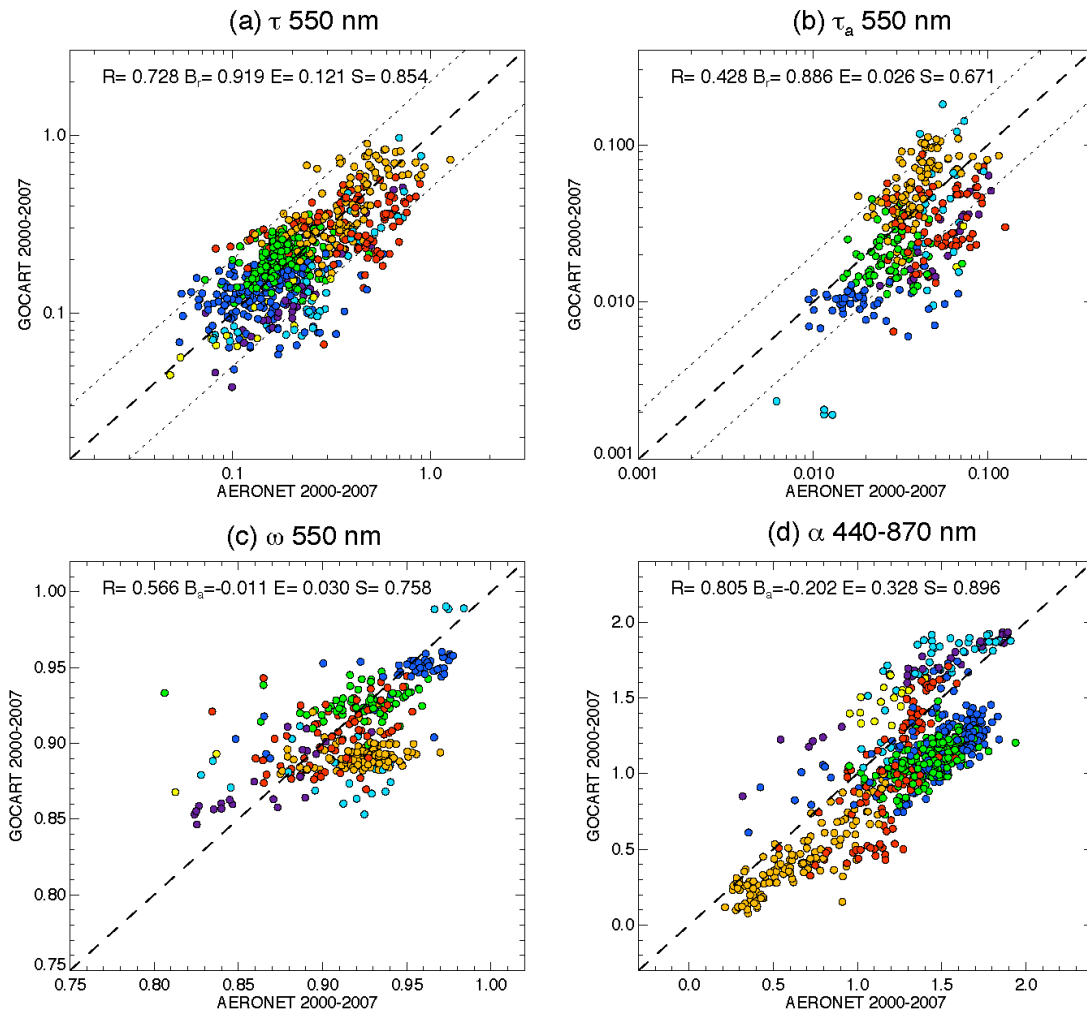 (a) τ 550 nm
R= 0.728 Bᵣ= 0.919 E= 0.121 S= 0.854
1.0
0.1
GOCART 2000-2007
0.1 1.0
AERONET 2000-2007
(b) τₐ 550 nm
R= 0.428 Bᵣ= 0.886 E= 0.026 S= 0.671
0.100
0.010
0.001
GOCART 2000-2007
0.001 0.010 0.100
AERONET 2000-2007
(c) ω 550 nm
R= 0.566 Bₐ=-0.011 E= 0.030 S= 0.758
1.00
0.95
0.90
0.85
0.80
0.75
GOCART 2000-2007
0.75 0.80 0.85 0.90 0.95 1.00
AERONET 2000-2007
(d) α 440-870 nm
R= 0.805 Bₐ=-0.202 E= 0.328 S= 0.896
2.0
1.5
1.0
0.5
0.0
GOCART 2000-2007
0.0 0.5 1.0 1.5 2.0
AERONET 2000-2007